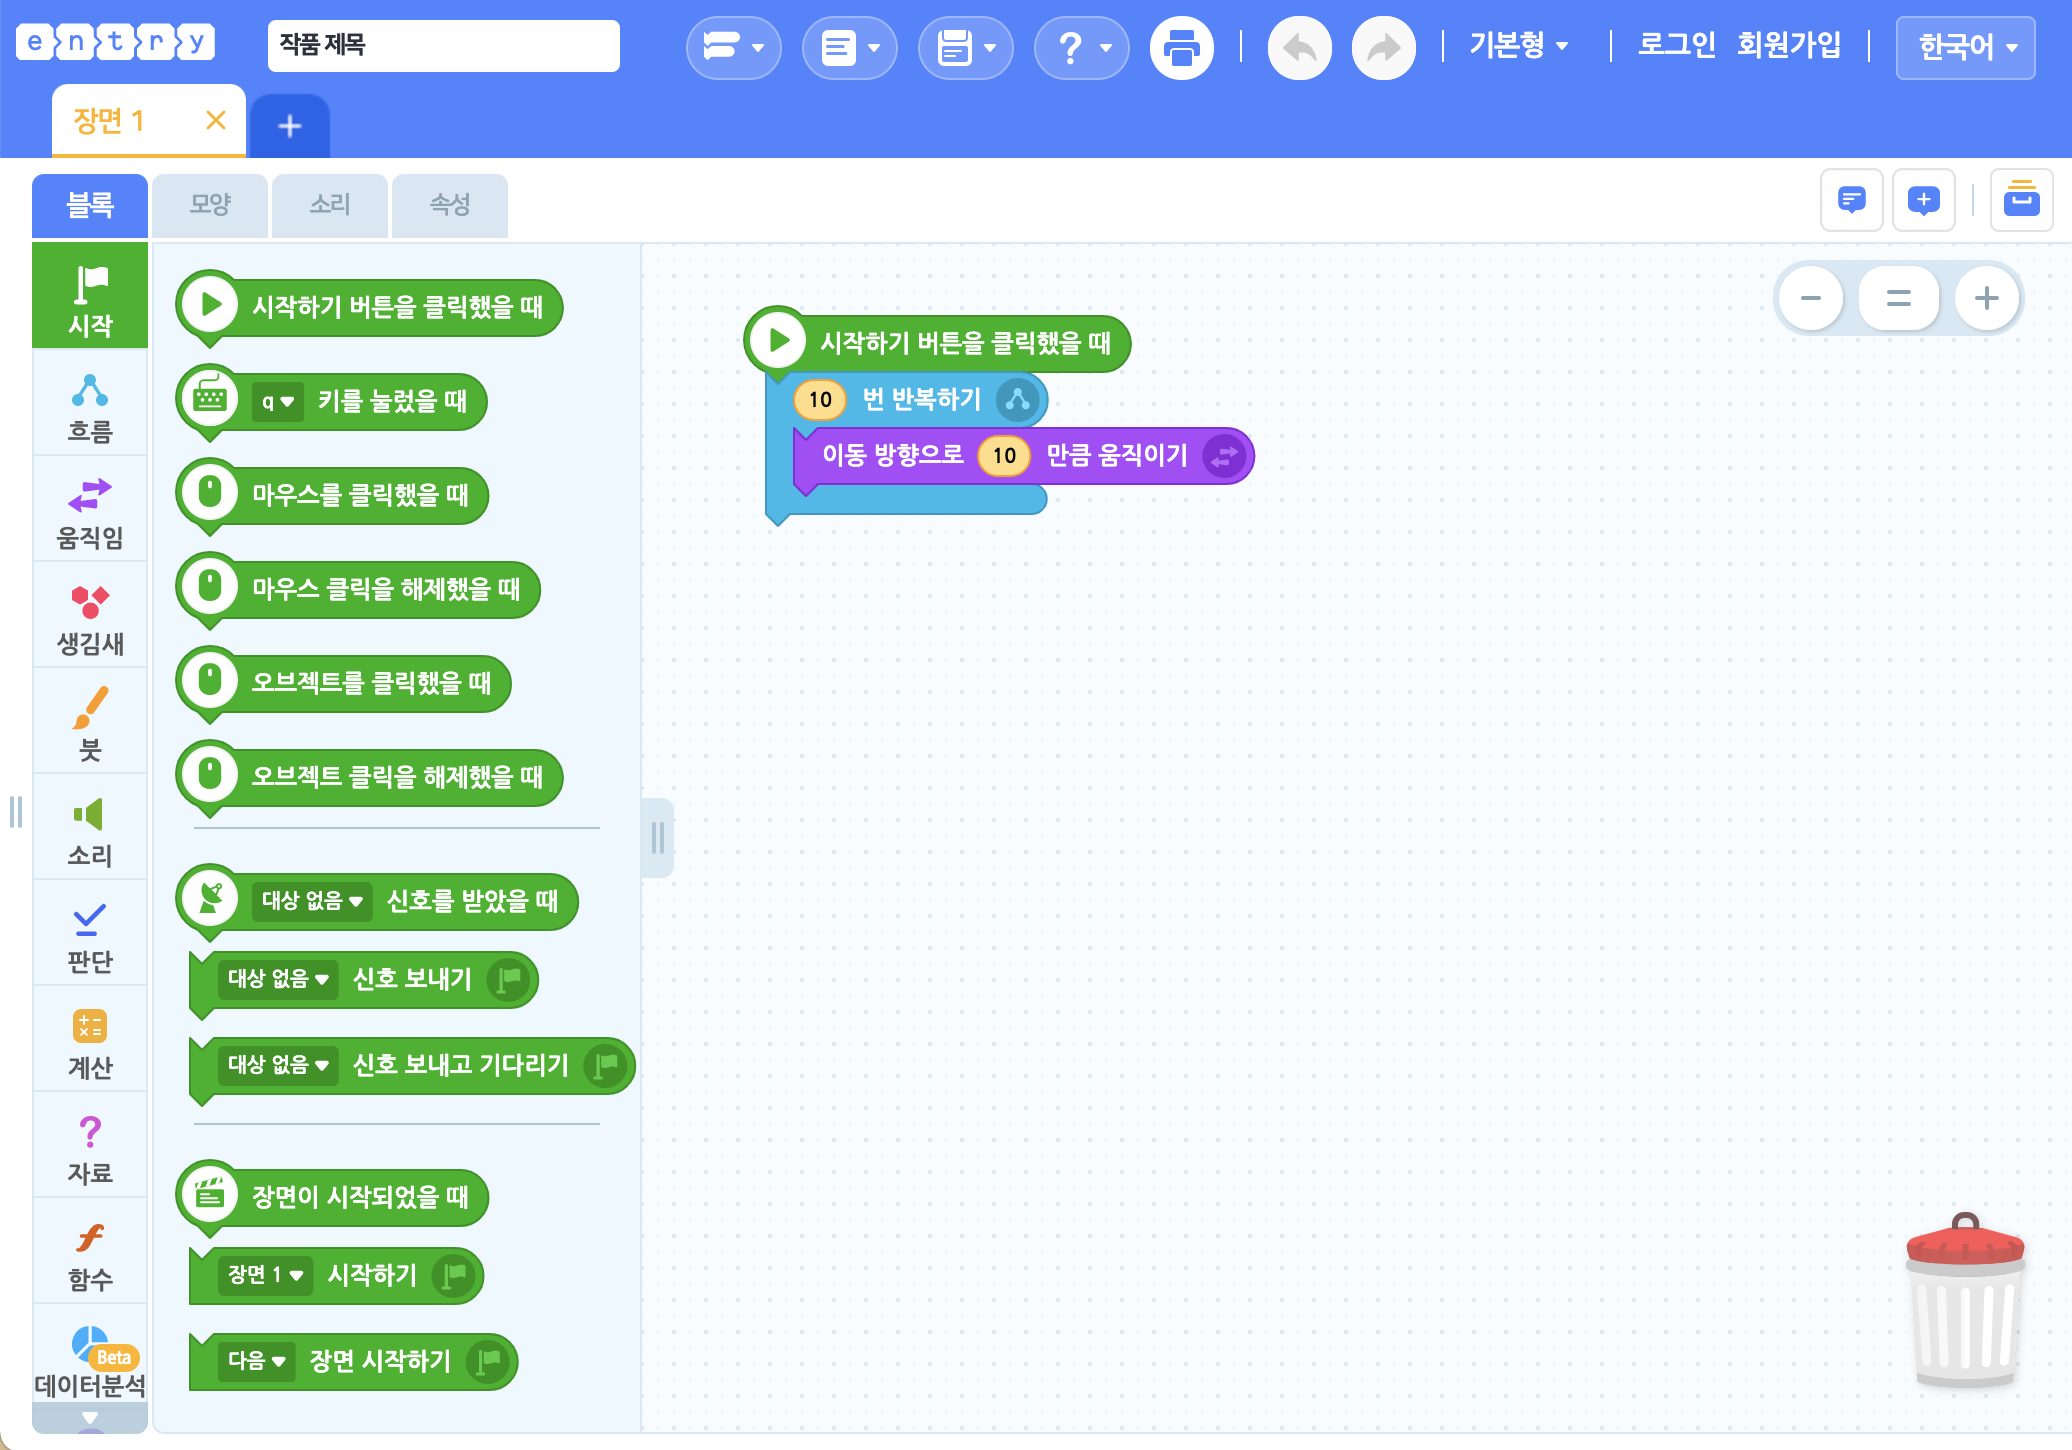 entry
작품 제목
기본형
로그인 회원가입
한국어
장면 1
블록
모양
소리
속성
시작
흐름
움직임
생김새
붓
소리
판단
계산
자료
함수
Beta
데이터분석
시작하기 버튼을 클릭했을 때
q 키를 눌렀을 때
마우스를 클릭했을 때
마우스 클릭을 해제했을 때
오브젝트를 클릭했을 때
오브젝트 클릭을 해제했을 때
대상 없음 신호를 받았을 때
대상 없음 신호 보내기
대상 없음 신호 보내고 기다리기
장면이 시작되었을 때
장면 1 시작하기
다음 장면 시작하기
시작하기 버튼을 클릭했을 때
10 번 반복하기
이동 방향으로 10 만큼 움직이기